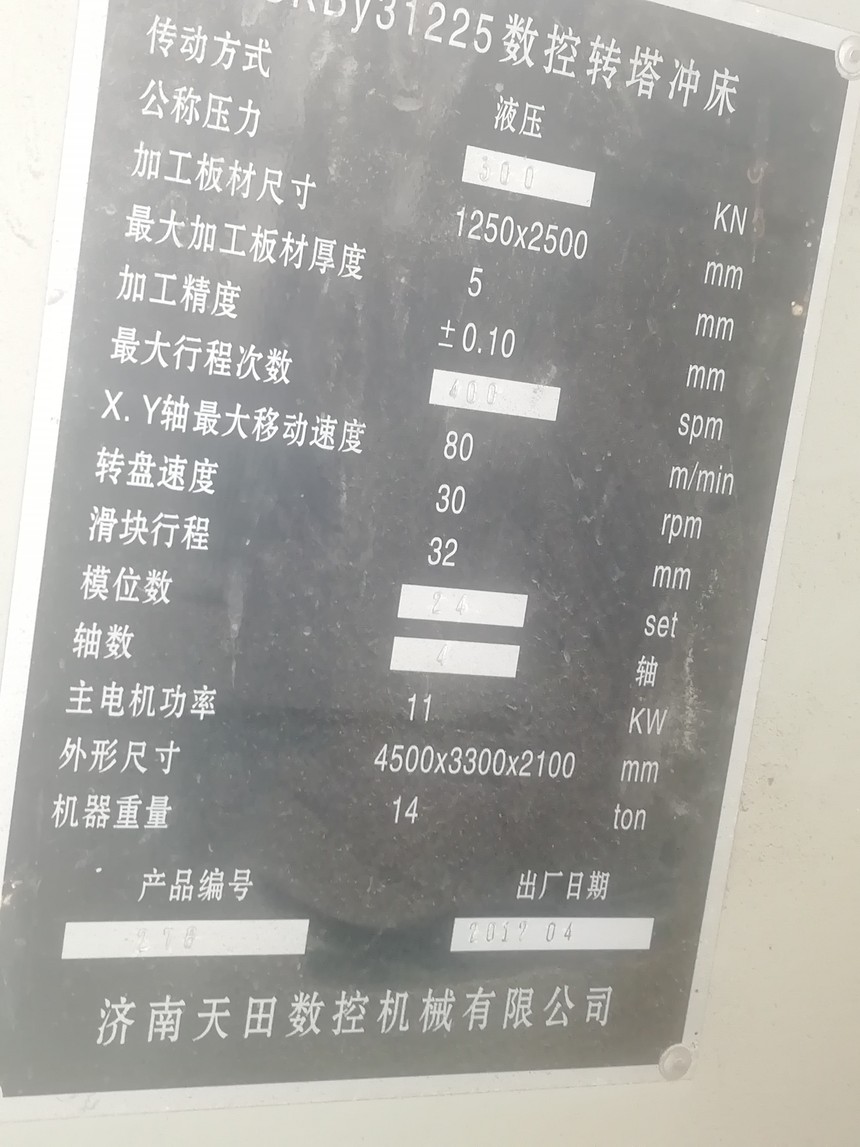 By31225数控转塔冲床
传动方式 液压
公称压力 300 KN
加工板材尺寸 1250x2500 mm
最大加工板材厚度 5 mm
加工精度 ±0.10 mm
最大行程次数 400 spm
X.Y轴最大移动速度 80 m/min
转盘速度 30 rpm
滑块行程 32 mm
模位数 24 set
轴数 4 轴
主电机功率 11 KW
外形尺寸 4500x3300x2100 mm
机器重量 14 ton
产品编号 出厂日期
2017 04
济南天田数控机械有限公司